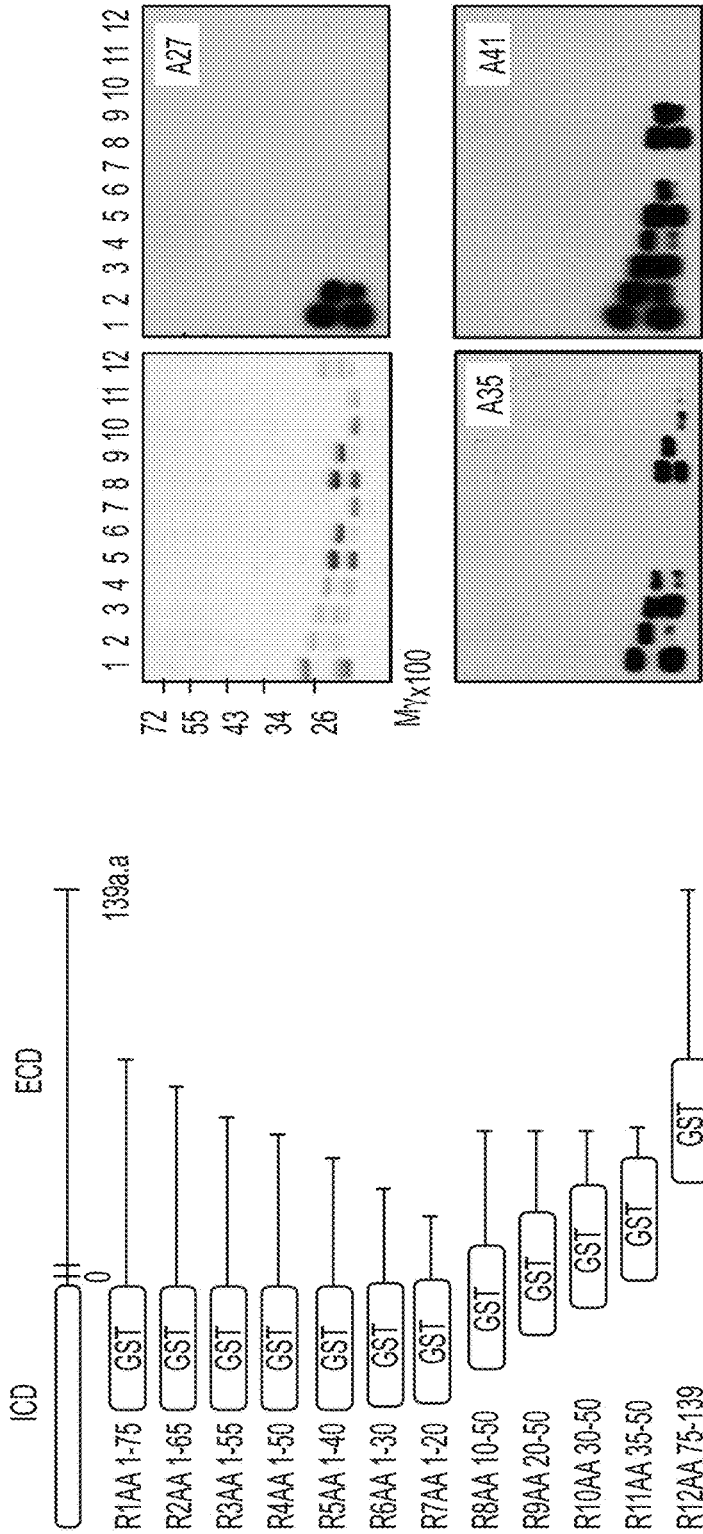 ICD
ECD
0
139a.a
R1AA 1-75
GST
R2AA 1-65
GST
R3AA 1-55
GST
R4AA 1-50
GST
R5AA 1-40
GST
R6AA 1-30
GST
R7AA 1-20
GST
R8AA 10-50
GST
R9AA 20-50
GST
R10AA 30-50
GST
R11AA 35-50
GST
R12AA 75-139
GST
1 2 3 4 5 6 7 8 9 10 11 12
1 2 3 4 5 6 7 8 9 10 11 12
72
55
43
34
26
Mγx100
A27
A35
A41